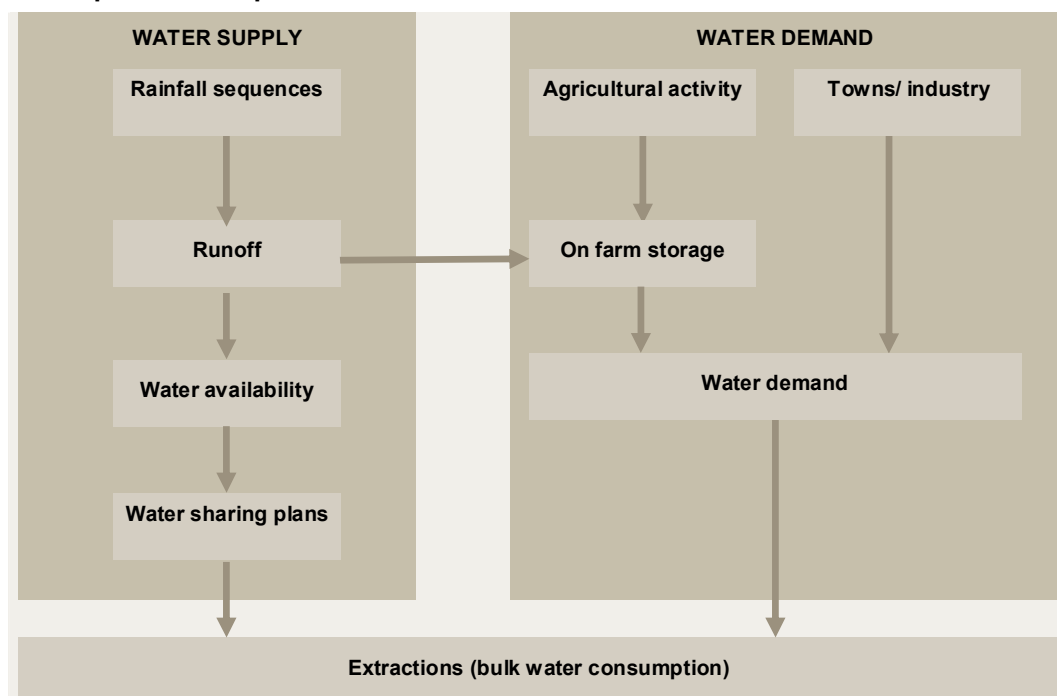 WATER SUPPLY
Rainfall sequences
Runoff
Water availability
Water sharing plans
WATER DEMAND
Agricultural activity
Towns/ industry
On farm storage
Water demand
Extractions (bulk water consumption)